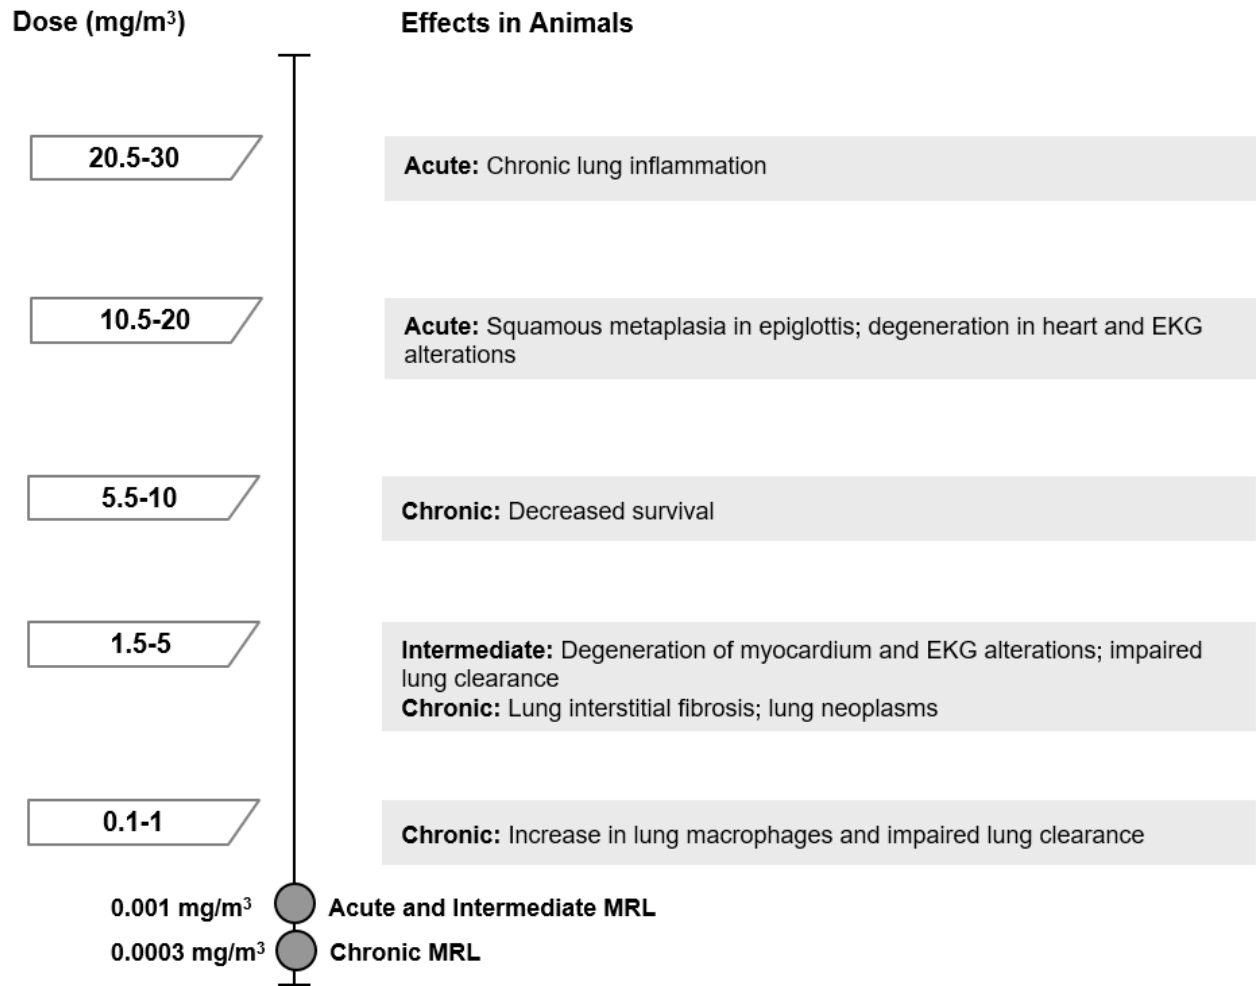 Dose (mg/m³)
Effects in Animals
20.5-30
Acute: Chronic lung inflammation
10.5-20
Acute: Squamous metaplasia in epiglottis; degeneration in heart and EKG
alterations
5.5-10
Chronic: Decreased survival
1.5-5
Intermediate: Degeneration of myocardium and EKG alterations; impaired
lung clearance
Chronic: Lung interstitial fibrosis; lung neoplasms
0.1-1
Chronic: Increase in lung macrophages and impaired lung clearance
0.001 mg/m³
Acute and Intermediate MRL
0.0003 mg/m³
Chronic MRL